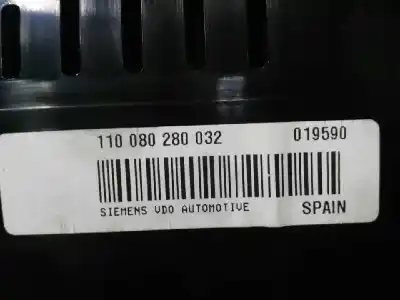 110 080 280 032 019590
SIEMENS VDO AUTOMOTIVE SPAIN